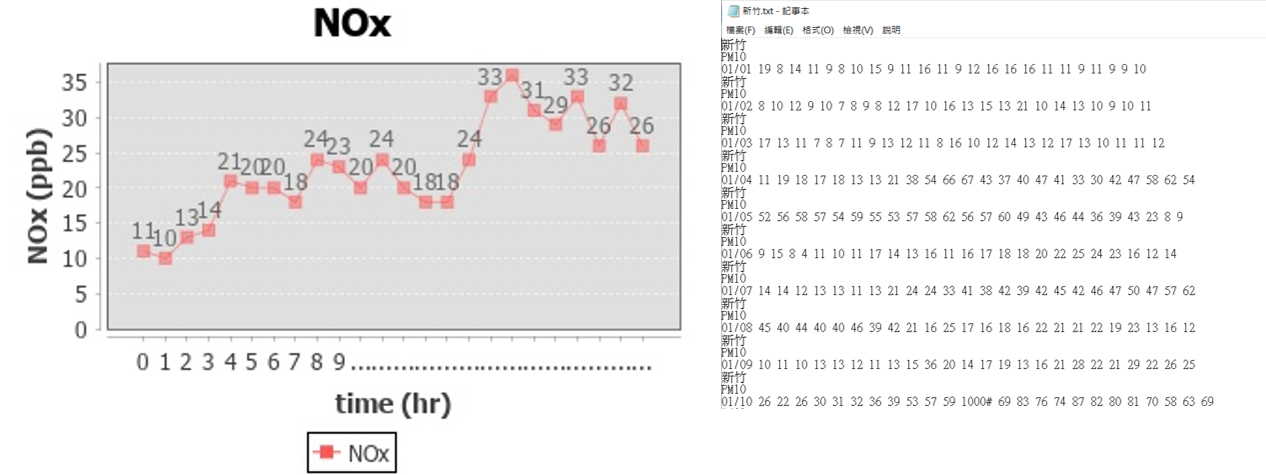 NOx
NOx (ppb)
35
30
25
20
15
10
5
0
11 10 13 14 21 20 20 18 24 23 20 24 20 18 18 24 33 31 29 33 26 32 26
0 1 2 3 4 5 6 7 8 9 ....................................
time (hr)
NOx
新竹.txt - 記事本
檔案(F) 編輯(E) 格式(O) 檢視(V) 說明
新竹
PM10
01/01 19 8 14 11 9 8 10 15 9 11 16 11 9 12 16 16 16 11 11 9 11 9 9 10
新竹
PM10
01/02 8 10 12 9 10 7 8 9 8 12 17 10 16 13 15 13 21 10 14 13 10 9 10 11
新竹
PM10
01/03 17 13 11 7 8 7 11 9 13 12 11 8 16 10 12 14 13 12 17 13 10 11 11 12
新竹
PM10
01/04 11 19 18 17 18 13 13 21 38 54 66 67 43 37 40 47 41 33 30 42 47 58 62 54
新竹
PM10
01/05 52 56 58 57 54 59 55 53 57 58 62 56 57 60 49 43 46 44 36 39 43 23 8 9
新竹
PM10
01/06 9 15 8 4 11 10 11 17 14 13 16 11 16 17 18 18 20 22 25 24 23 16 12 14
新竹
PM10
01/07 14 14 12 13 13 11 13 21 24 24 33 41 38 42 39 42 45 42 46 47 50 47 57 62
新竹
PM10
01/08 45 40 44 40 40 46 39 42 21 16 25 17 16 18 16 22 21 21 22 19 23 13 16 12
新竹
PM10
01/09 10 11 10 13 13 12 11 13 15 36 20 14 17 19 13 16 21 28 22 21 29 22 26 25
新竹
PM10
01/10 26 22 26 30 31 32 36 39 53 57 59 1000# 69 83 76 74 87 82 80 81 70 58 63 69